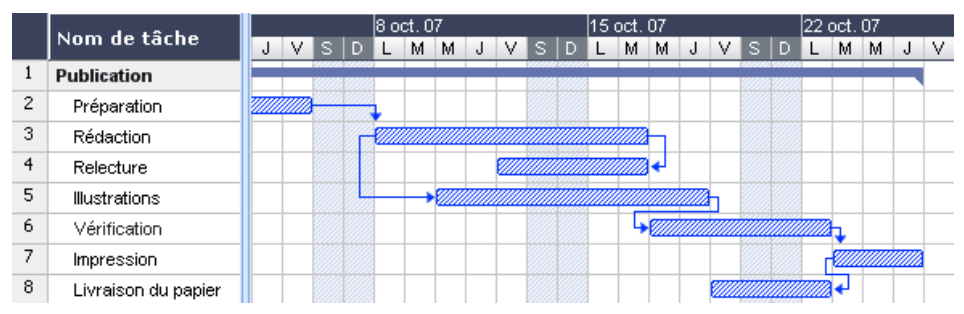 Nom de tâche
8 oct. 07 15 oct. 07 22 oct. 07
J V S D L M M J V S D L M M J V S D L M M J V
1 Publication
2 Préparation
3 Rédaction
4 Relecture
5 Illustrations
6 Vérification
7 Impression
8 Livraison du papier